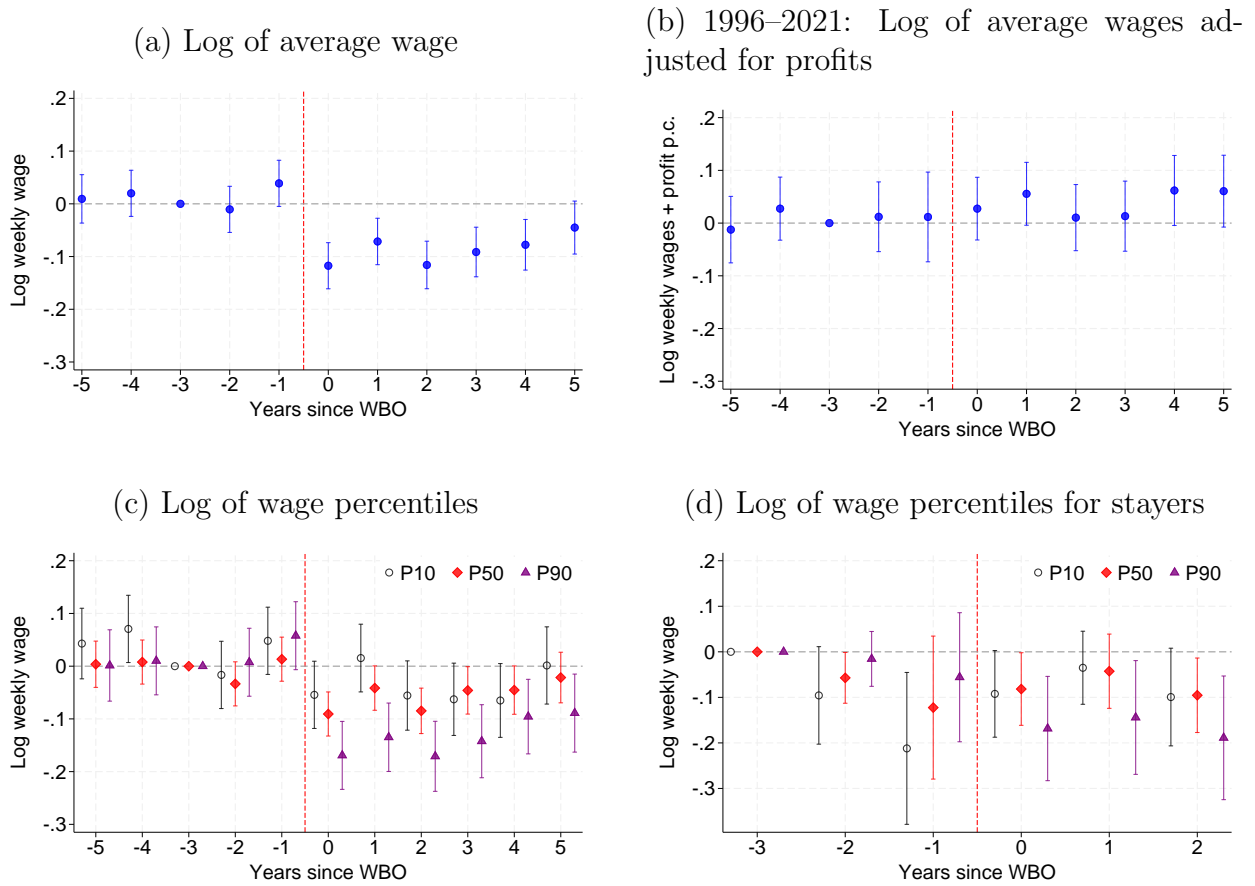 (a) Log of average wage
.2
.1
0
-.1
-.2
-.3
Log weekly wage
-5 -4 -3 -2 -1 0 1 2 3 4 5
Years since WBO
(b) 1996–2021: Log of average wages ad-
justed for profits
.2
.1
0
-.1
-.2
-.3
Log weekly wages + profit p.c.
-5 -4 -3 -2 -1 0 1 2 3 4 5
Years since WBO
(c) Log of wage percentiles
P10 P50 P90
.2
.1
0
-.1
-.2
-.3
Log weekly wage
-5 -4 -3 -2 -1 0 1 2 3 4 5
Years since WBO
(d) Log of wage percentiles for stayers
P10 P50 P90
.2
.1
0
-.1
-.2
-.3
Log weekly wage
-3 -2 -1 0 1 2
Years since WBO